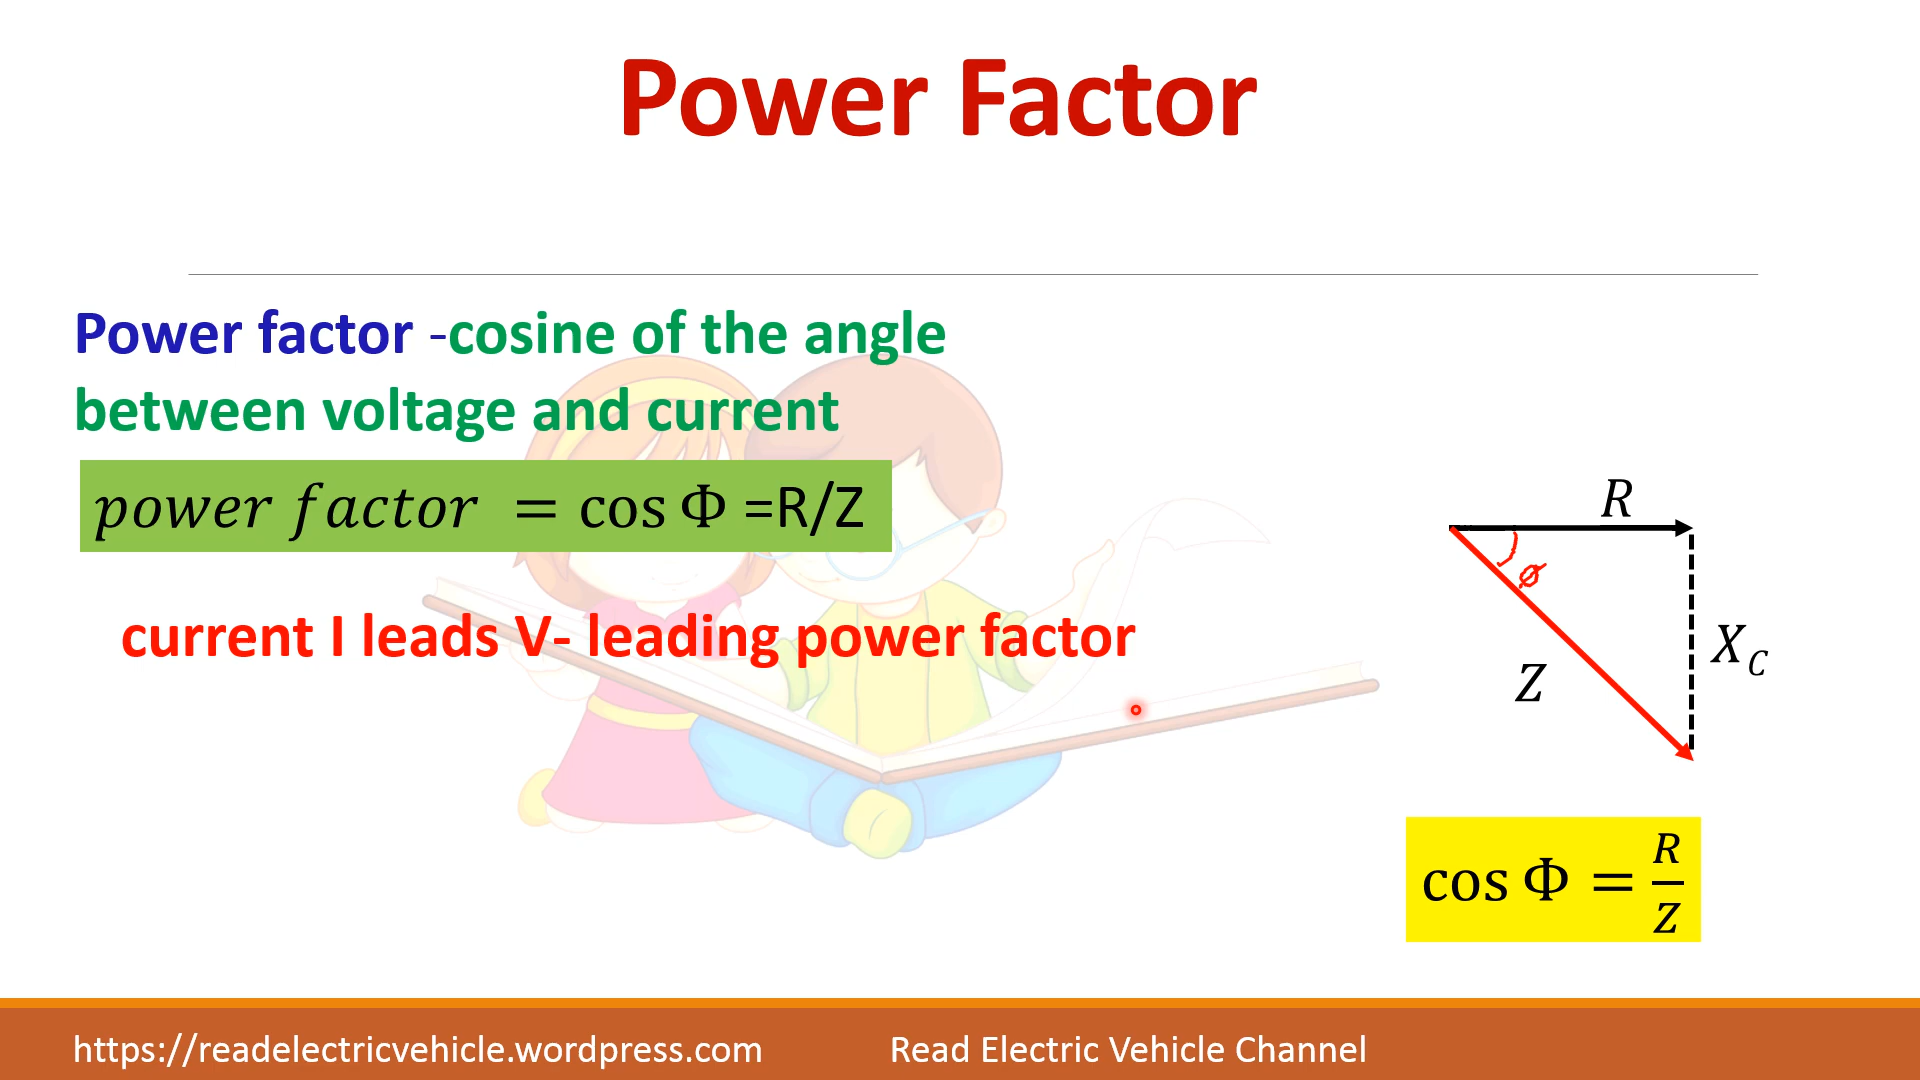 Power Factor
Power factor -cosine of the angle
between voltage and current
power factor = cos Φ =R/Z
current I leads V- leading power factor
R
ϕ
X_C
Z
cos Φ = R/Z
https://readelectricvehicle.wordpress.com
Read Electric Vehicle Channel